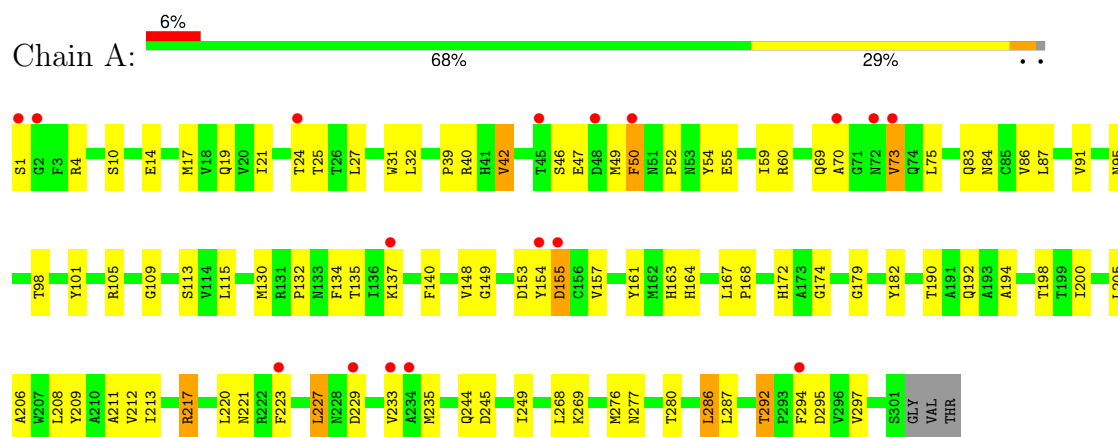 6%
Chain A:
68% 29% • •
S1 G2 F3 R4 S10 E14 M17 V18 Q19 V20 I21 T24 T25 T26 L27 W31 L32 P39 R40 H41 V42 T45 S46 E47 D48 M49 F50 N51 P52 N53 Y54 E55 I59 R60 Q69 A70 G71 N72 V73 Q74 L75 Q83 N84 C85 V86 L87 V91 N95
T98 Y101 R105 G109 S113 V114 L115 M130 R131 P132 N133 F134 T135 I136 K137 F140 V148 G149 D153 Y154 D155 C156 V157 Y161 M162 H163 H164 L167 P168 H172 A173 G174 G179 Y182 T190 A191 Q192 A193 A194 T198 T199 I200 L205
A206 W207 L208 Y209 A210 A211 V212 I213 R217 L220 N221 R222 F223 L227 N228 D229 V233 A234 M235 Q244 D245 I249 L268 K269 M276 N277 T280 L286 L287 T292 P293 F294 D295 V296 V297 S301 GLY VAL THR